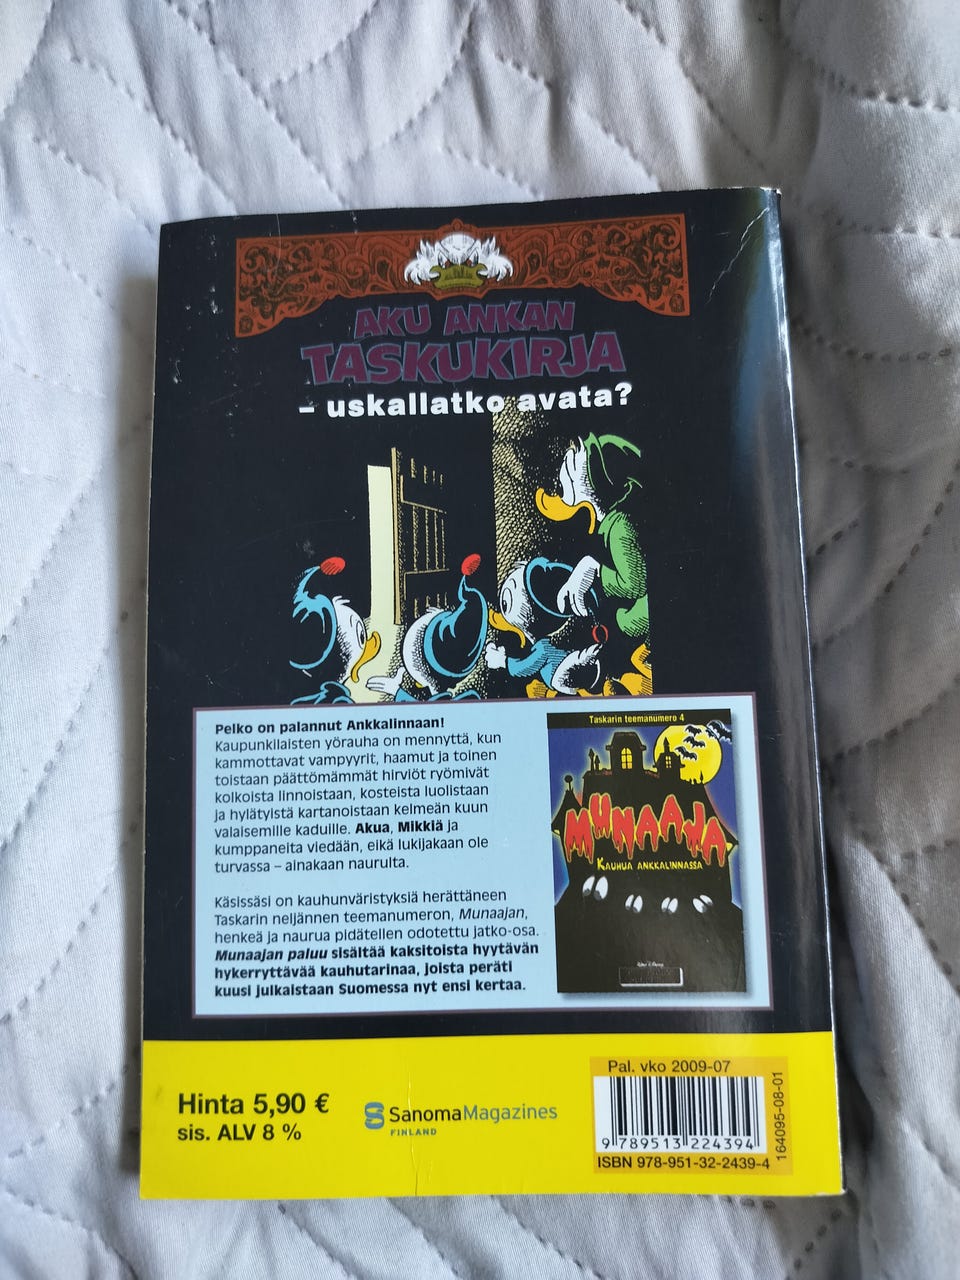 AKU ANKAN
TASKUKIRJA
– uskallatko avata?
Pelko on palannut Ankkalinnaan!
Kaupunkilaisten yörauha on mennyttä, kun
kammottavat vampyyrit, haamut ja toinen
toistaan päättömämmät hirviöt ryömivät
kolkoista linnoistaan, kosteista luolistaan
ja hylätyistä kartanoistaan kelmeän kuun
valaisemille kaduille. Akua, Mikkiä ja
kumppaneita viedään, eikä lukijakaan ole
turvassa – ainakaan naurulta.
Käsissäsi on kauhunväristyksiä herättäneen
Taskarin neljännen teemanumeron, Munaajan,
henkeä ja naurua pidätellen odotettu jatko-osa.
Munaajan paluu sisältää kaksitoista hyytävän
hykerryttävää kauhutarinaa, joista peräti
kuusi julkaistaan Suomessa nyt ensi kertaa.
Taskarin teemanumero 4
MUNAAJA
KAUHUA ANKKALINNASSA
Walt Disney
Hinta 5,90 €
sis. ALV 8 %
SanomaMagazines
FINLAND
Pal. vko 2009-07
9 789513 224394
ISBN 978-951-32-2439-4
164095-08-01